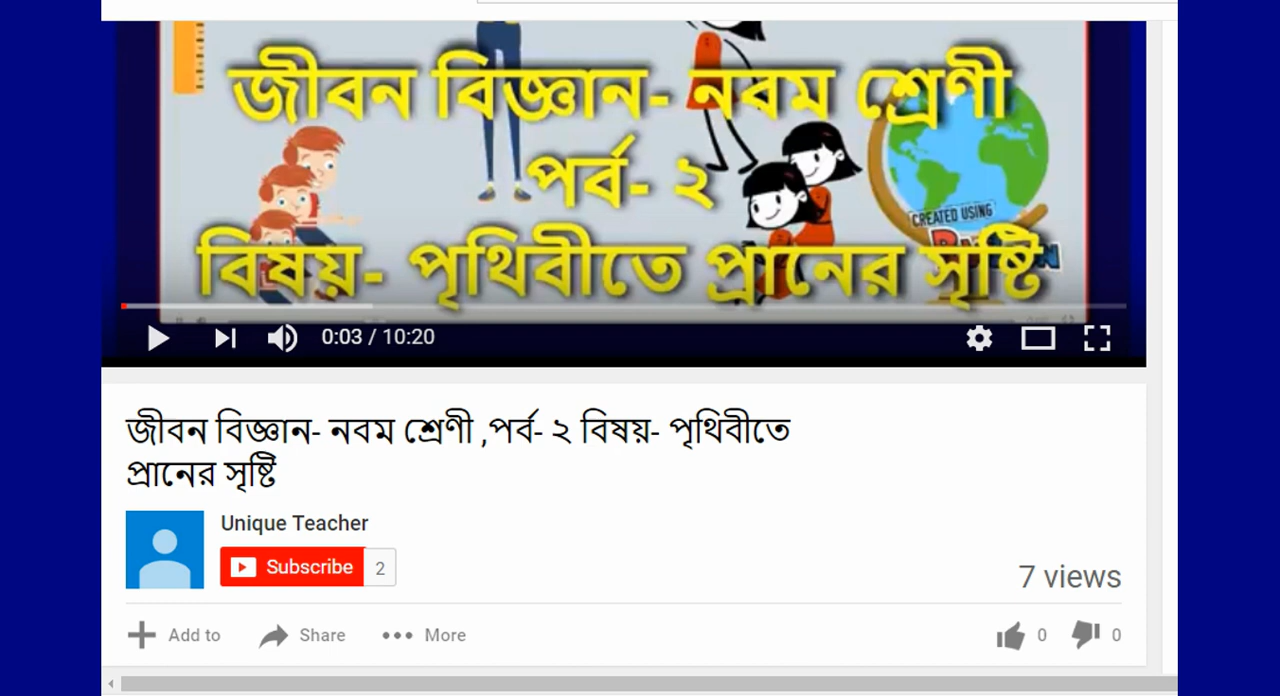 জীবন বিজ্ঞান- নবম শ্রেণী
পর্ব- ২
CREATED USING
বিষয়- পৃথিবীতে প্রানের সৃষ্টি
0:03 / 10:20
জীবন বিজ্ঞান- নবম শ্রেণী ,পর্ব- ২ বিষয়- পৃথিবীতে
প্রানের সৃষ্টি
Unique Teacher
Subscribe 2
7 views
Add to Share More 0 0